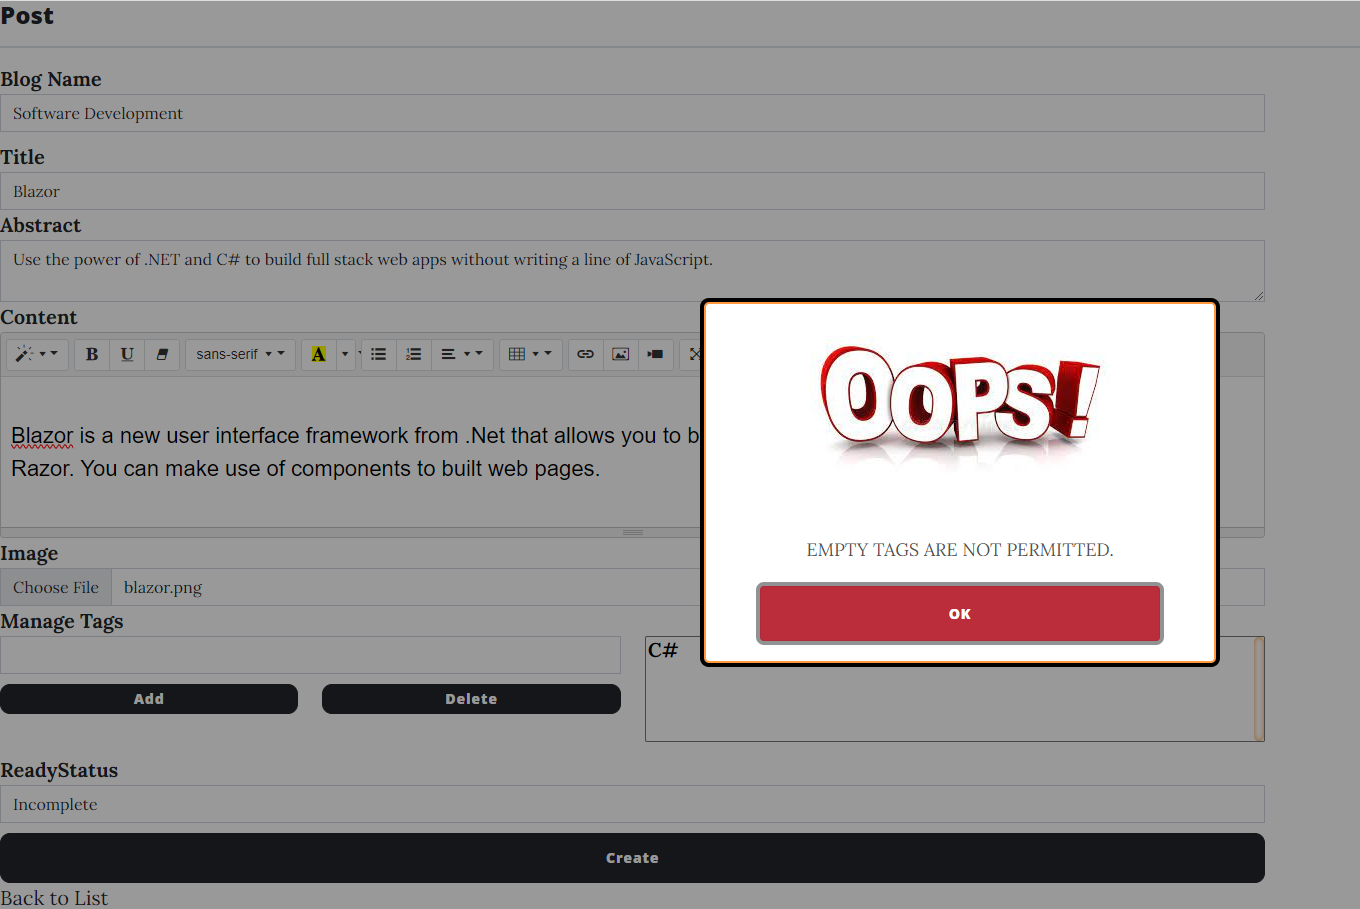 Post
Blog Name
Software Development
Title
Blazor
Abstract
Use the power of .NET and C# to build full stack web apps without writing a line of JavaScript.
Content
B U sans-serif A
Blazor is a new user interface framework from .Net that allows you to b
Razor. You can make use of components to built web pages.
OOPS!
EMPTY TAGS ARE NOT PERMITTED.
OK
Image
Choose File blazor.png
Manage Tags
C#
Add Delete
ReadyStatus
Incomplete
Create
Back to List